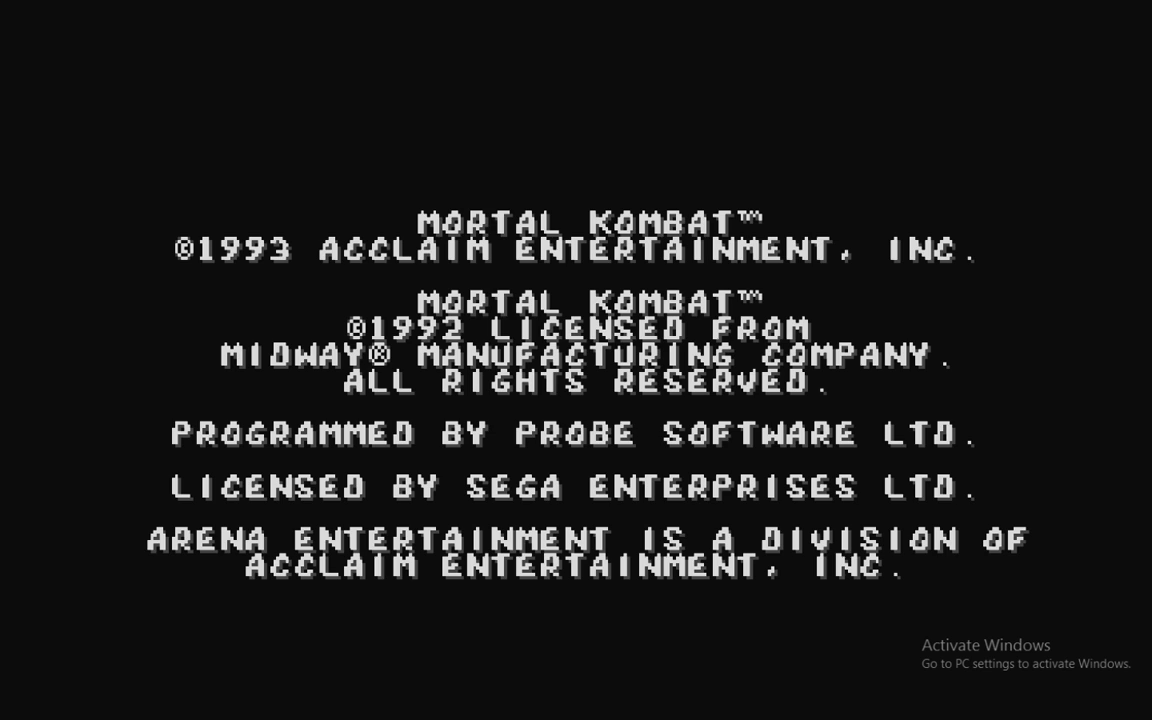 MORTAL KOMBAT™
©1993 ACCLAIM ENTERTAINMENT, INC.
MORTAL KOMBAT™
©1992 LICENSED FROM
MIDWAY® MANUFACTURING COMPANY.
ALL RIGHTS RESERVED.
PROGRAMMED BY PROBE SOFTWARE LTD.
LICENSED BY SEGA ENTERPRISES LTD.
ARENA ENTERTAINMENT IS A DIVISION OF
ACCLAIM ENTERTAINMENT, INC.
Activate Windows
Go to PC settings to activate Windows.